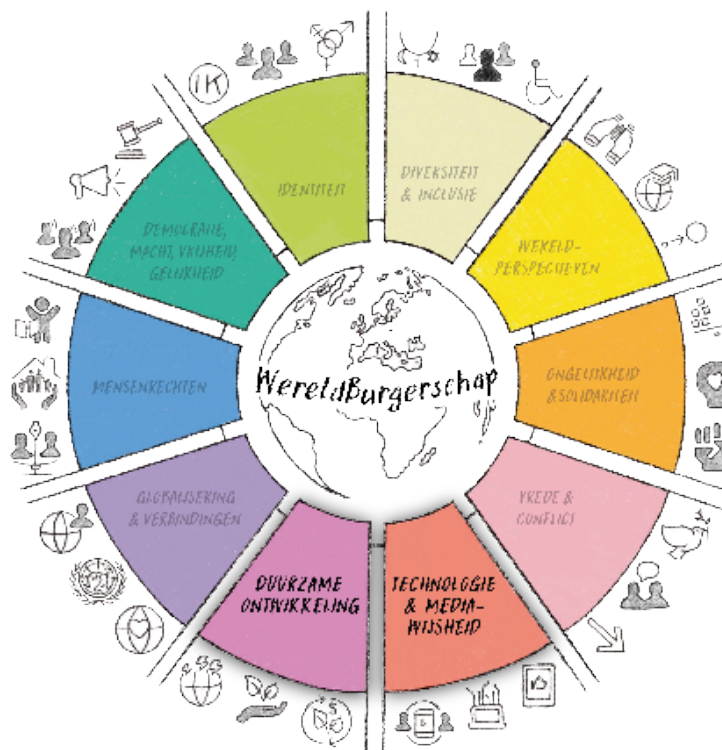 IK
IDENTITEIT
DIVERSITEIT
& INCLUSIE
WERELD-
PERSPECTIEVEN
ONGELIJKHEID
& SOLIDARITEIT
VREDE &
CONFLICT
TECHNOLOGIE
& MEDIA-
WIJSHEID
DUURZAME
ONTWIKKELING
GLOBALISERING
& VERBINDINGEN
MENSENRECHTEN
DEMOCRATIE,
MACHT, VRIJHEID,
GELIJKHEID
WERELDBURGERSCHAP